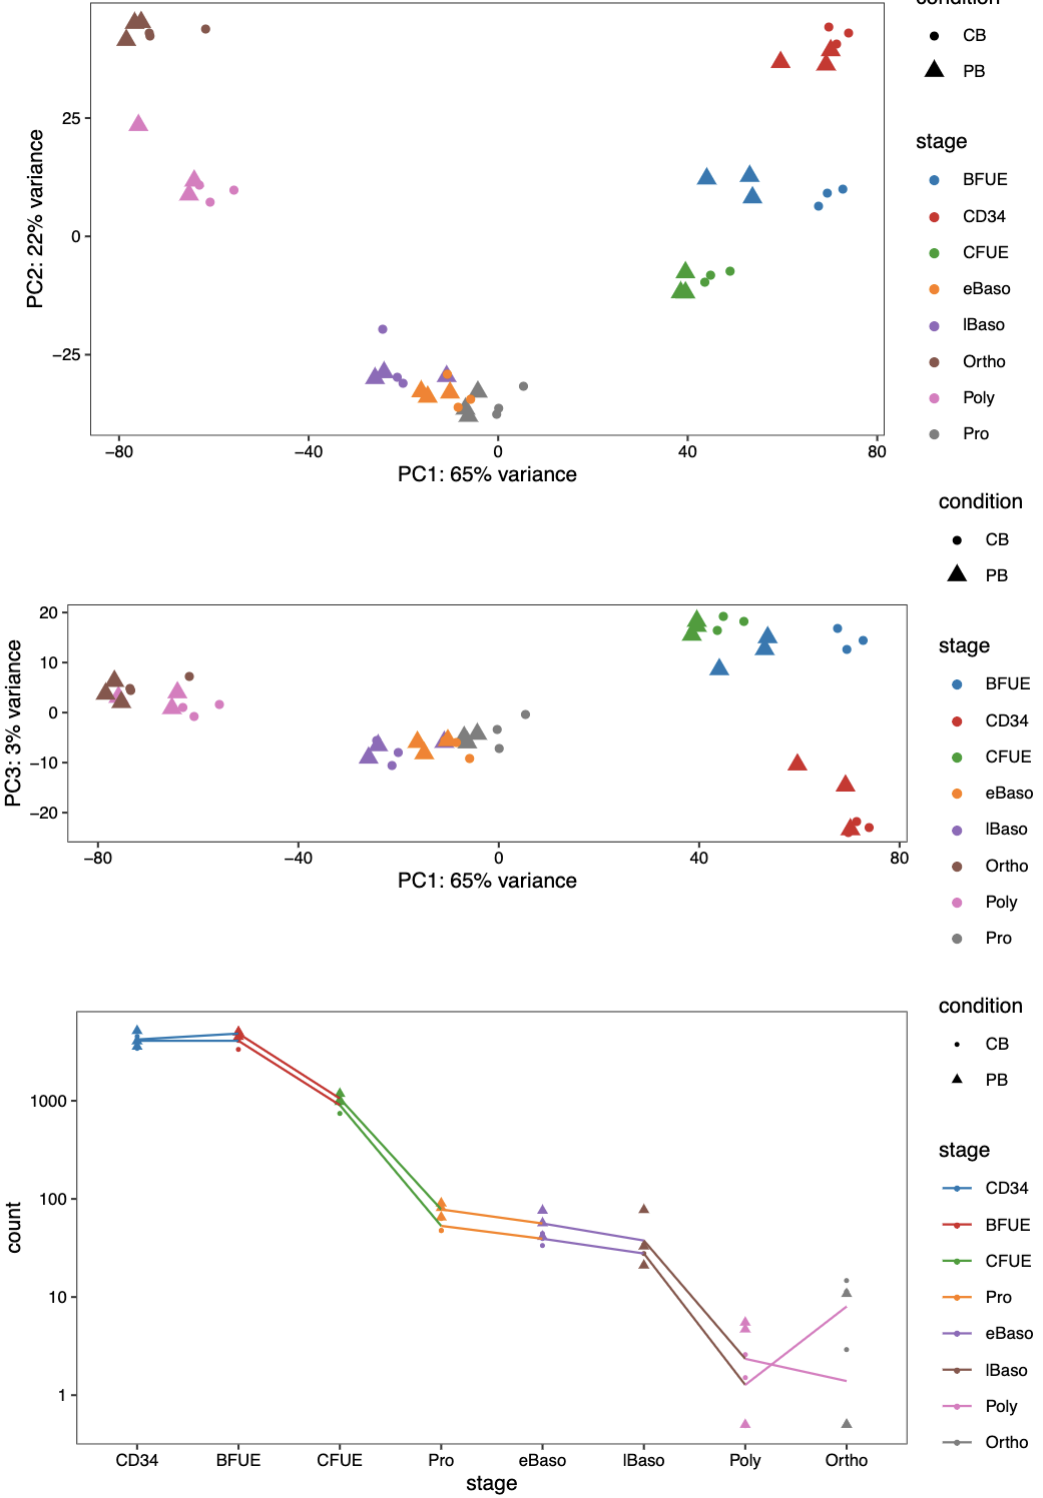 condition
CB
PB
stage
BFUE
CD34
CFUE
eBaso
lBaso
Ortho
Poly
Pro
PC2: 22% variance
25
0
−25
−80 −40 0 40 80
PC1: 65% variance
condition
CB
PB
stage
BFUE
CD34
CFUE
eBaso
lBaso
Ortho
Poly
Pro
PC3: 3% variance
20
10
0
−10
−20
−80 −40 0 40 80
PC1: 65% variance
condition
CB
PB
stage
CD34
BFUE
CFUE
Pro
eBaso
lBaso
Poly
Ortho
count
1000
100
10
1
CD34 BFUE CFUE Pro eBaso lBaso Poly Ortho
stage